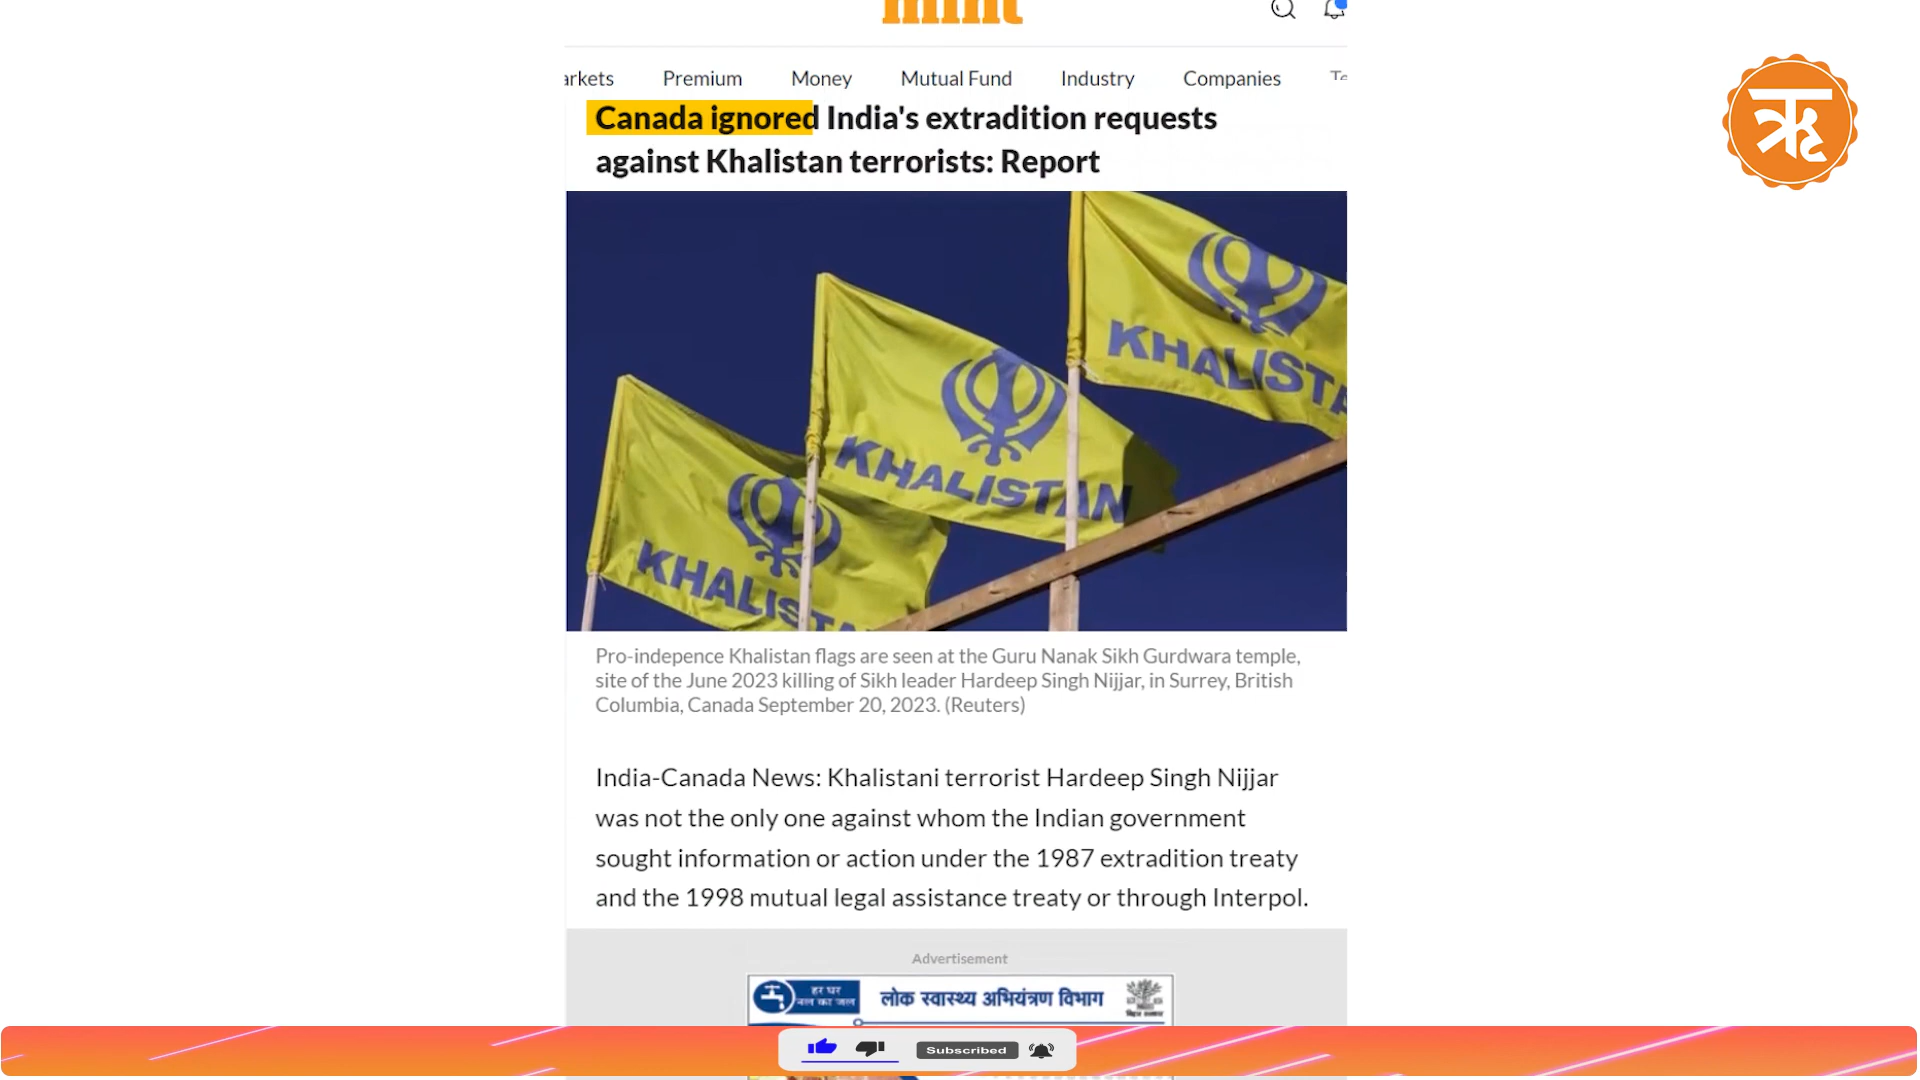 mint
arkets Premium Money Mutual Fund Industry Companies Te
Canada ignored India's extradition requests
against Khalistan terrorists: Report
KHALISTA
KHALISTAN
KHALISTA
Pro-indepence Khalistan flags are seen at the Guru Nanak Sikh Gurdwara temple,
site of the June 2023 killing of Sikh leader Hardeep Singh Nijjar, in Surrey, British
Columbia, Canada September 20, 2023. (Reuters)
India-Canada News: Khalistani terrorist Hardeep Singh Nijjar
was not the only one against whom the Indian government
sought information or action under the 1987 extradition treaty
and the 1998 mutual legal assistance treaty or through Interpol.
Advertisement
हर घर
नल का जल
लोक स्वास्थ्य अभियंत्रण विभाग
बिहार सरकार
Subscribed
ऋ